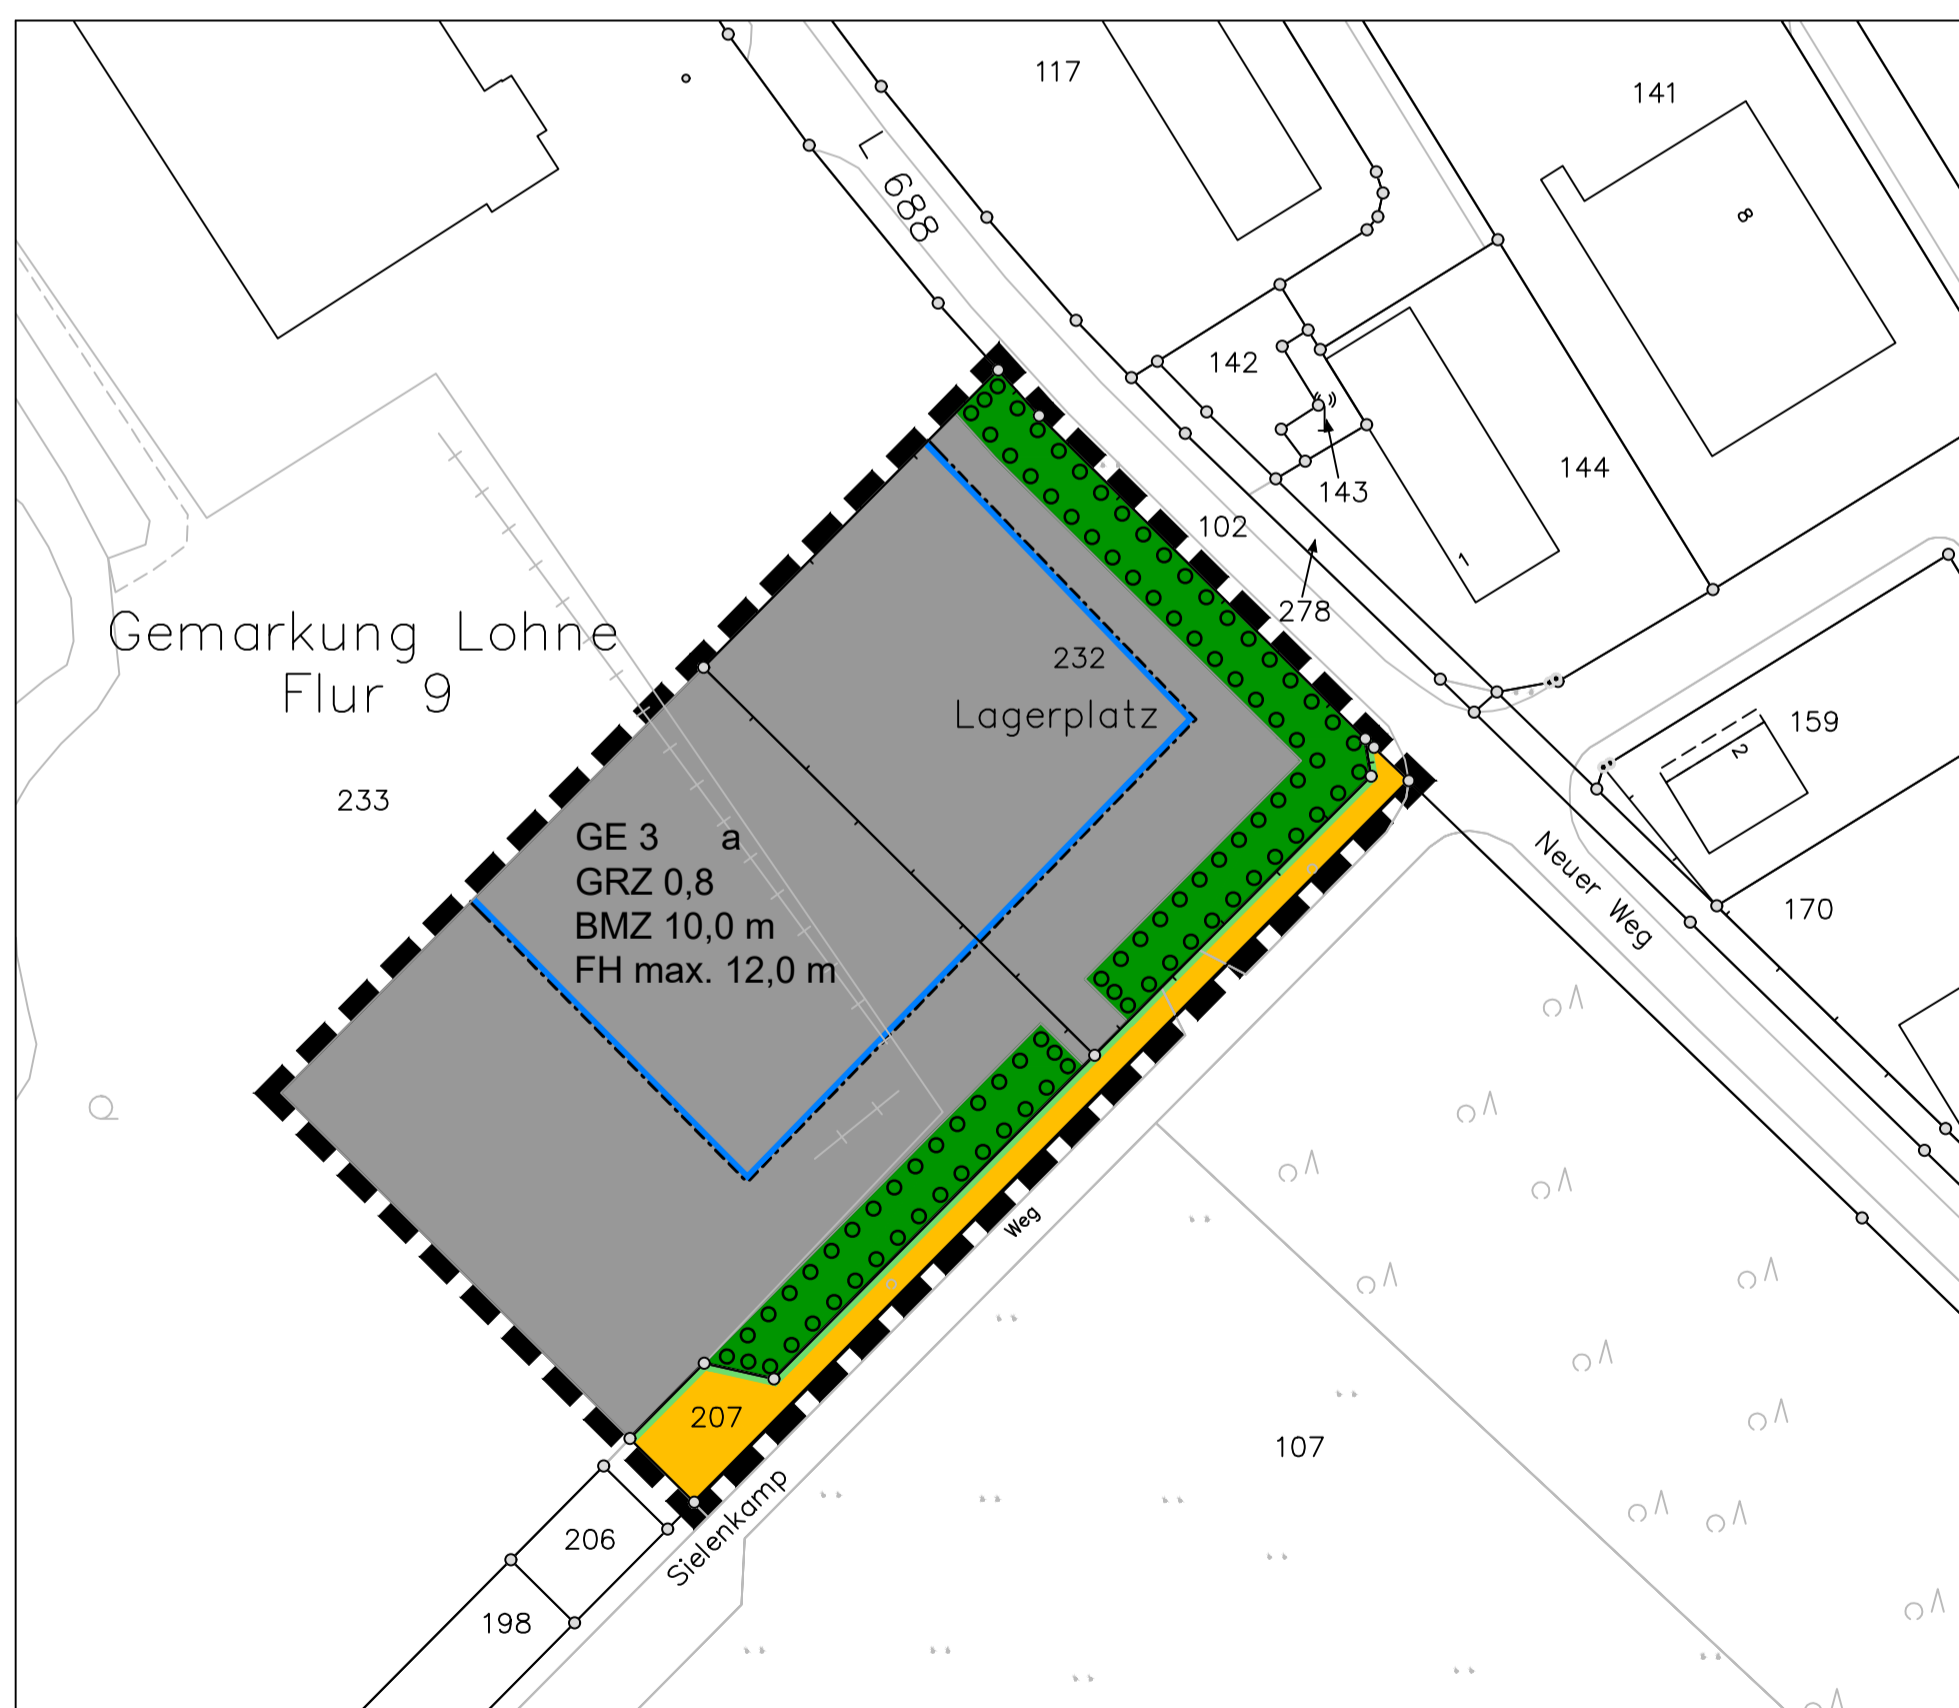 117
141
L 688
8
142
143
144
102
278
1
Gemarkung Lohne
Flur 9
232
Lagerplatz
159
2
233
GE 3 a
GRZ 0,8
BMZ 10,0 m
FH max. 12,0 m
Neuer Weg
170
Weg
207
107
Sielenkamp
206
198